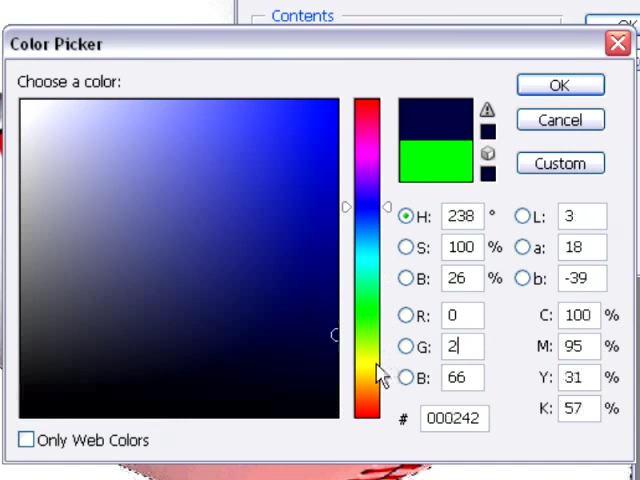 Contents
Color Picker
Choose a color:
OK
Cancel
Custom
H: 238 ° L: 3
S: 100 % a: 18
B: 26 % b: -39
R: 0 C: 100 %
G: 2 M: 95 %
B: 66 Y: 31 %
# 000242 K: 57 %
Only Web Colors